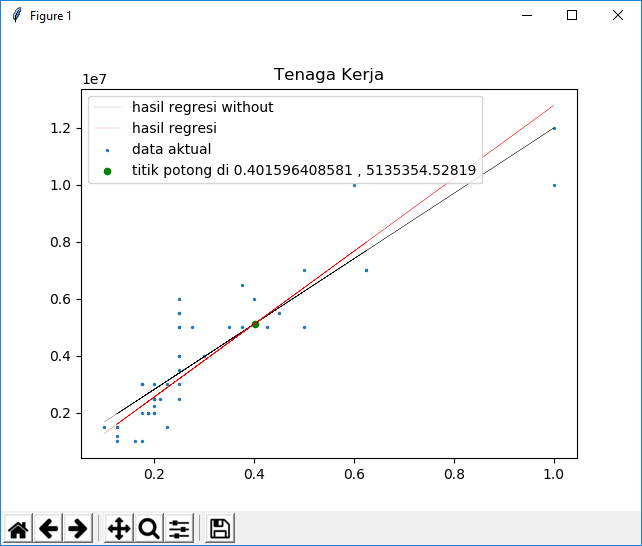 Figure 1
Tenaga Kerja
1e7
hasil regresi without
hasil regresi
data aktual
titik potong di 0.401596408581 , 5135354.52819
1.2
1.0
0.8
0.6
0.4
0.2
0.2 0.4 0.6 0.8 1.0